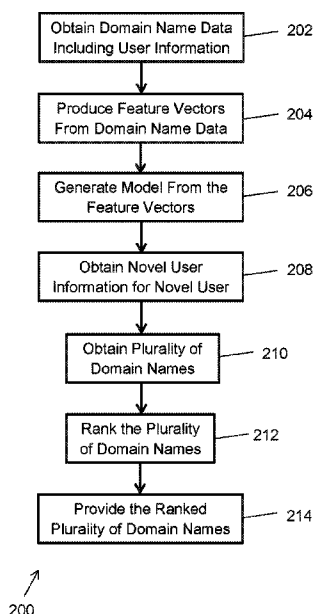 Obtain Domain Name Data
Including User Information
202
Produce Feature Vectors
From Domain Name Data
204
Generate Model From the
Feature Vectors
206
Obtain Novel User
Information for Novel User
208
Obtain Plurality of
Domain Names
210
Rank the Plurality
of Domain Names
212
Provide the Ranked
Plurality of Domain Names
214
200